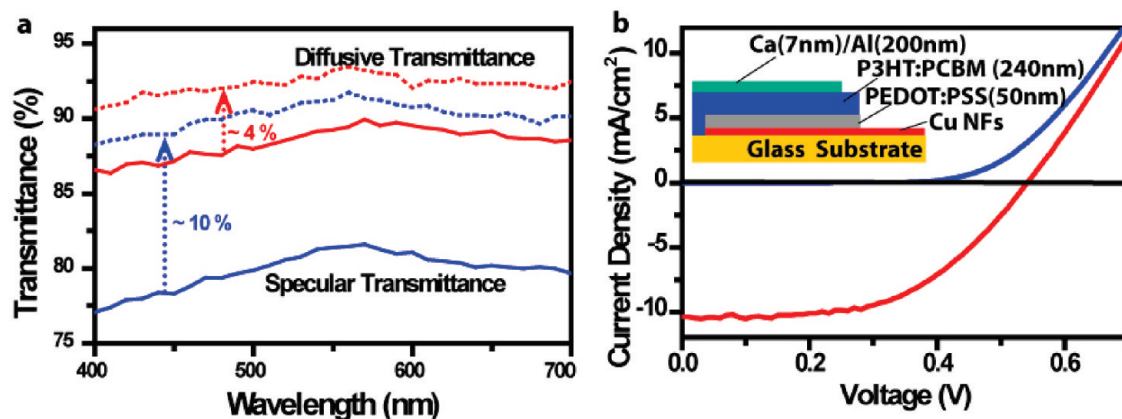 a
95
90
85
80
75
Transmittance (%)
Diffusive Transmittance
~ 4 %
~ 10 %
Specular Transmittance
400
500
600
700
Wavelength (nm)
b
10
5
0
-5
-10
Current Density (mA/cm²)
Ca(7nm)/Al(200nm)
P3HT:PCBM (240nm)
PEDOT:PSS(50nm)
Cu NFs
Glass Substrate
0.0
0.2
0.4
0.6
Voltage (V)